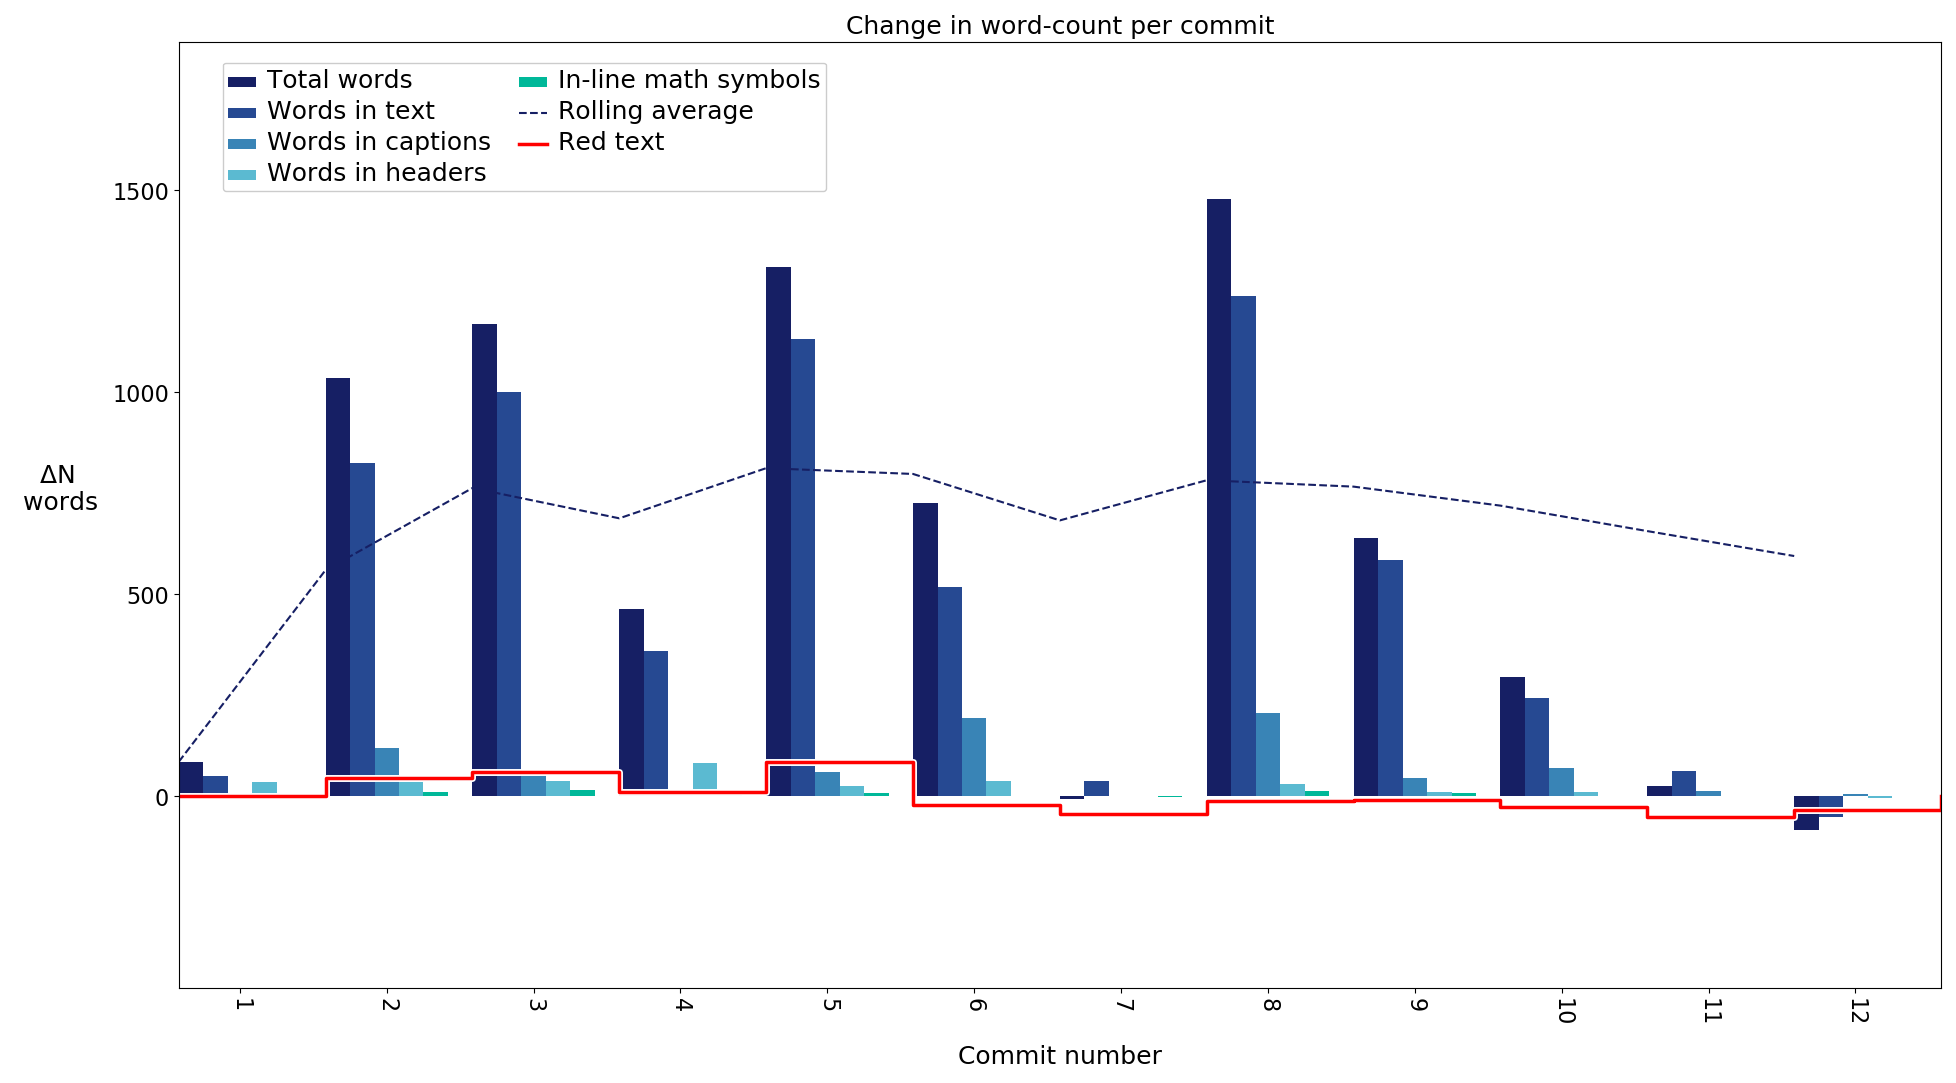 Change in word-count per commit
Total words
Words in text
Words in captions
Words in headers
In-line math symbols
Rolling average
Red text
1500
1000
500
0
ΔN
words
1
2
3
4
5
6
7
8
9
10
11
12
Commit number